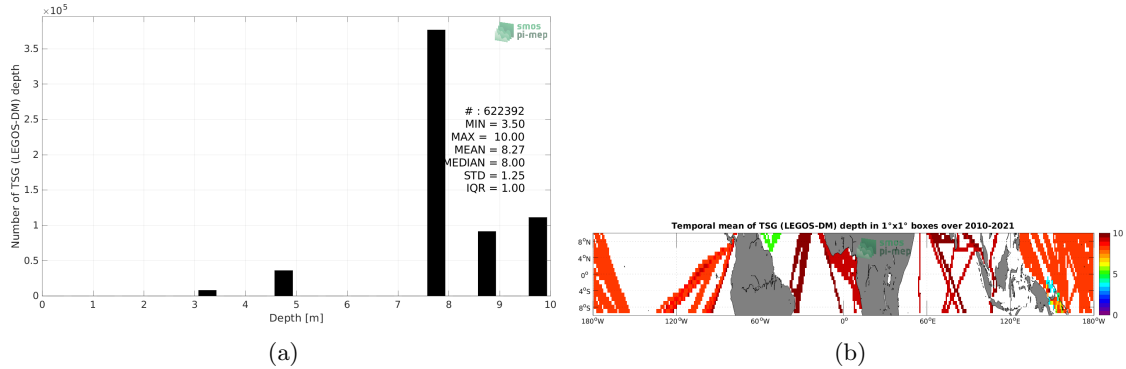 ×10^5
smos
pi-mep
3.5
3
2.5
2
1.5
1
0.5
0
Number of TSG (LEGOS-DM) depth
# : 622392
MIN = 3.50
MAX = 10.00
MEAN = 8.27
MEDIAN = 8.00
STD = 1.25
IQR = 1.00
0 1 2 3 4 5 6 7 8 9 10
Depth [m]
(a)
Temporal mean of TSG (LEGOS-DM) depth in 1°x1° boxes over 2010-2021
smos
pi-mep
8°N
4°N
0°
4°S
8°S
180°W 120°W 60°W 0° 60°E 120°E 180°W
10
5
0
(b)